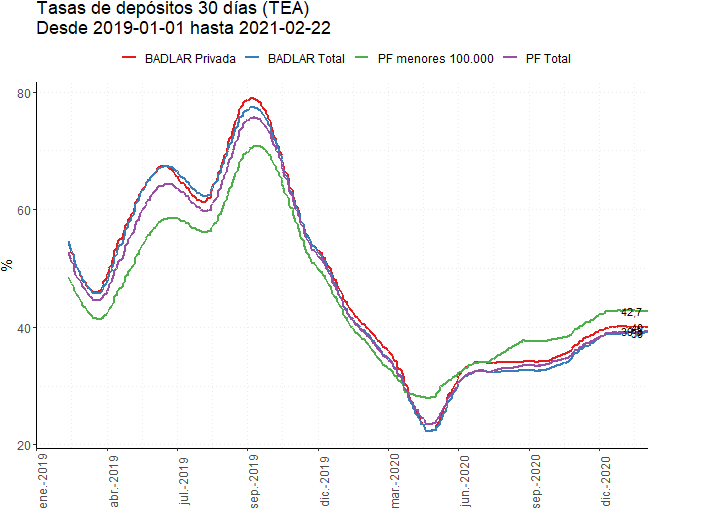 Tasas de depósitos 30 días (TEA)
Desde 2019-01-01 hasta 2021-02-22
BADLAR Privada BADLAR Total PF menores 100.000 PF Total
80
60
40
20
%
42,7
40
ene.-2019 abr.-2019 jul.-2019 sep.-2019 dic.-2019 mar.-2020 jun.-2020 sep.-2020 dic.-2020